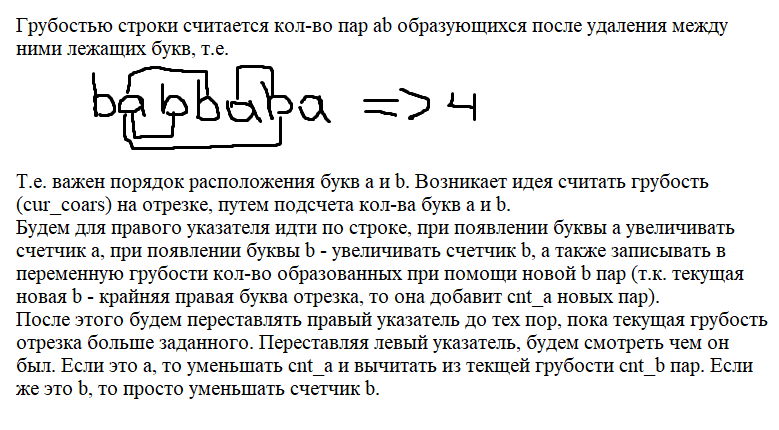 Грубостью строки считается кол-во пар ab образующихся после удаления между
ними лежащих букв, т.е.
babbaba => 4
Т.е. важен порядок расположения букв a и b. Возникает идея считать грубость
(cur_coars) на отрезке, путем подсчета кол-ва букв a и b.
Будем для правого указателя идти по строке, при появлении буквы a увеличивать
счетчик a, при появлении буквы b - увеличивать счетчик b, а также записывать в
переменную грубости кол-во образованных при помощи новой b пар (т.к. текущая
новая b - крайняя правая буква отрезка, то она добавит cnt_a новых пар).
После этого будем переставлять правый указатель до тех пор, пока текущая грубость
отрезка больше заданного. Переставляя левый указатель, будем смотреть чем он
был. Если это a, то уменьшать cnt_a и вычитать из текщей грубости cnt_b пар. Если
же это b, то просто уменьшать счетчик b.